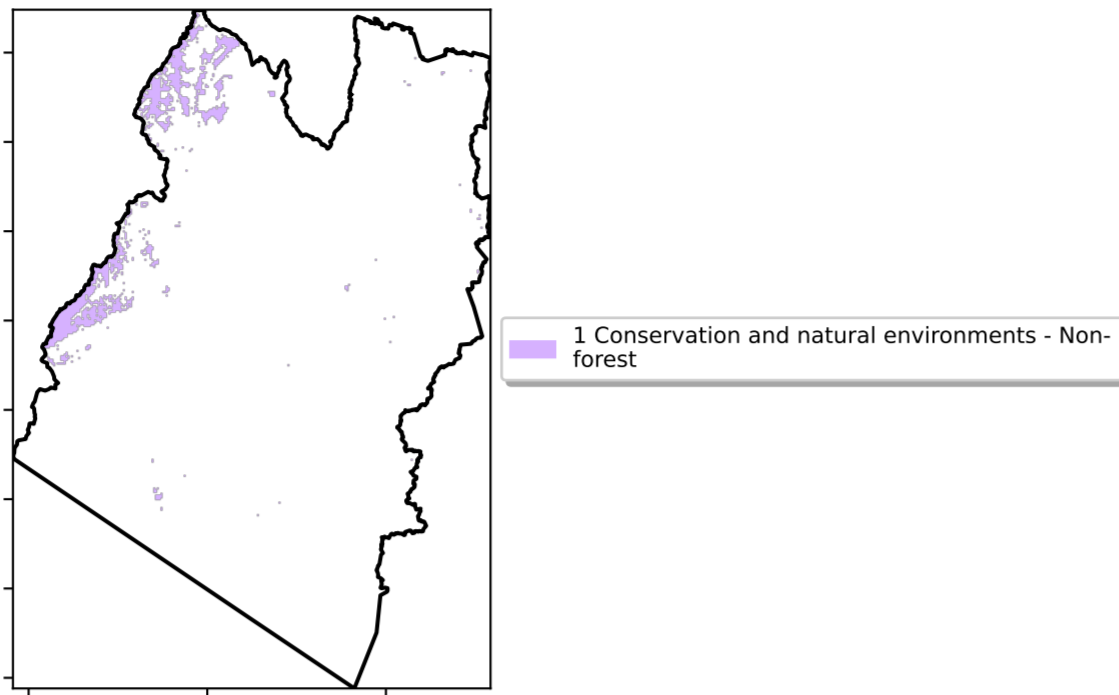 1 Conservation and natural environments - Non-
forest